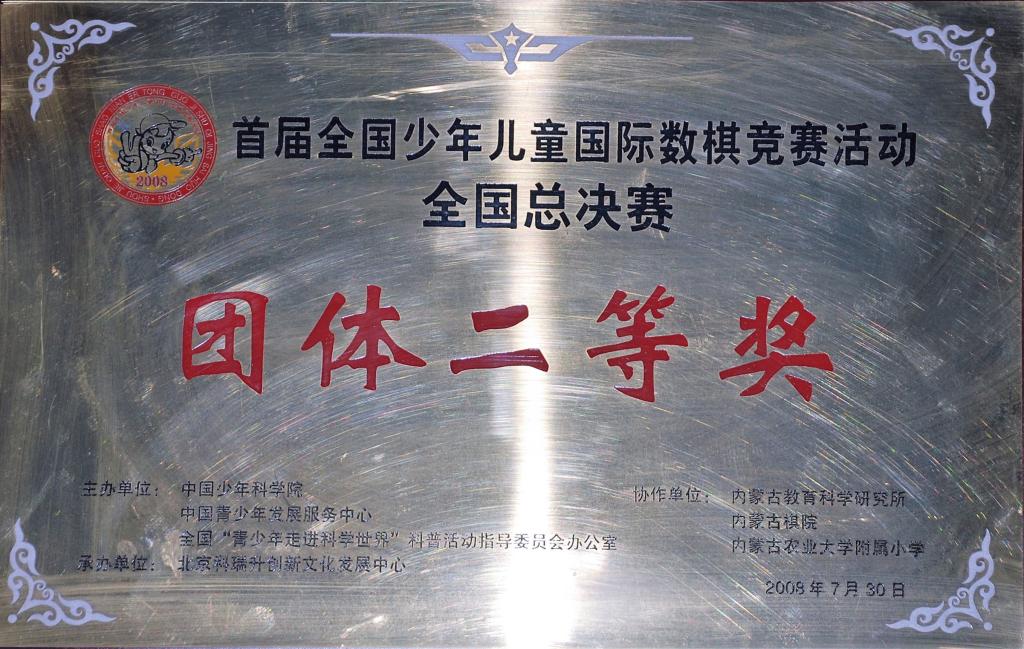 首届全国少年儿童国际数棋竞赛活动
全国总决赛
团体二等奖
2008
主办单位： 中国少年科学院
中国青少年发展服务中心
全国“青少年走进科学世界”科普活动指导委员会办公室
承办单位： 北京科瑞升创新文化发展中心
协作单位： 内蒙古教育科学研究所
内蒙古棋院
内蒙古农业大学附属小学
2008年7月30日